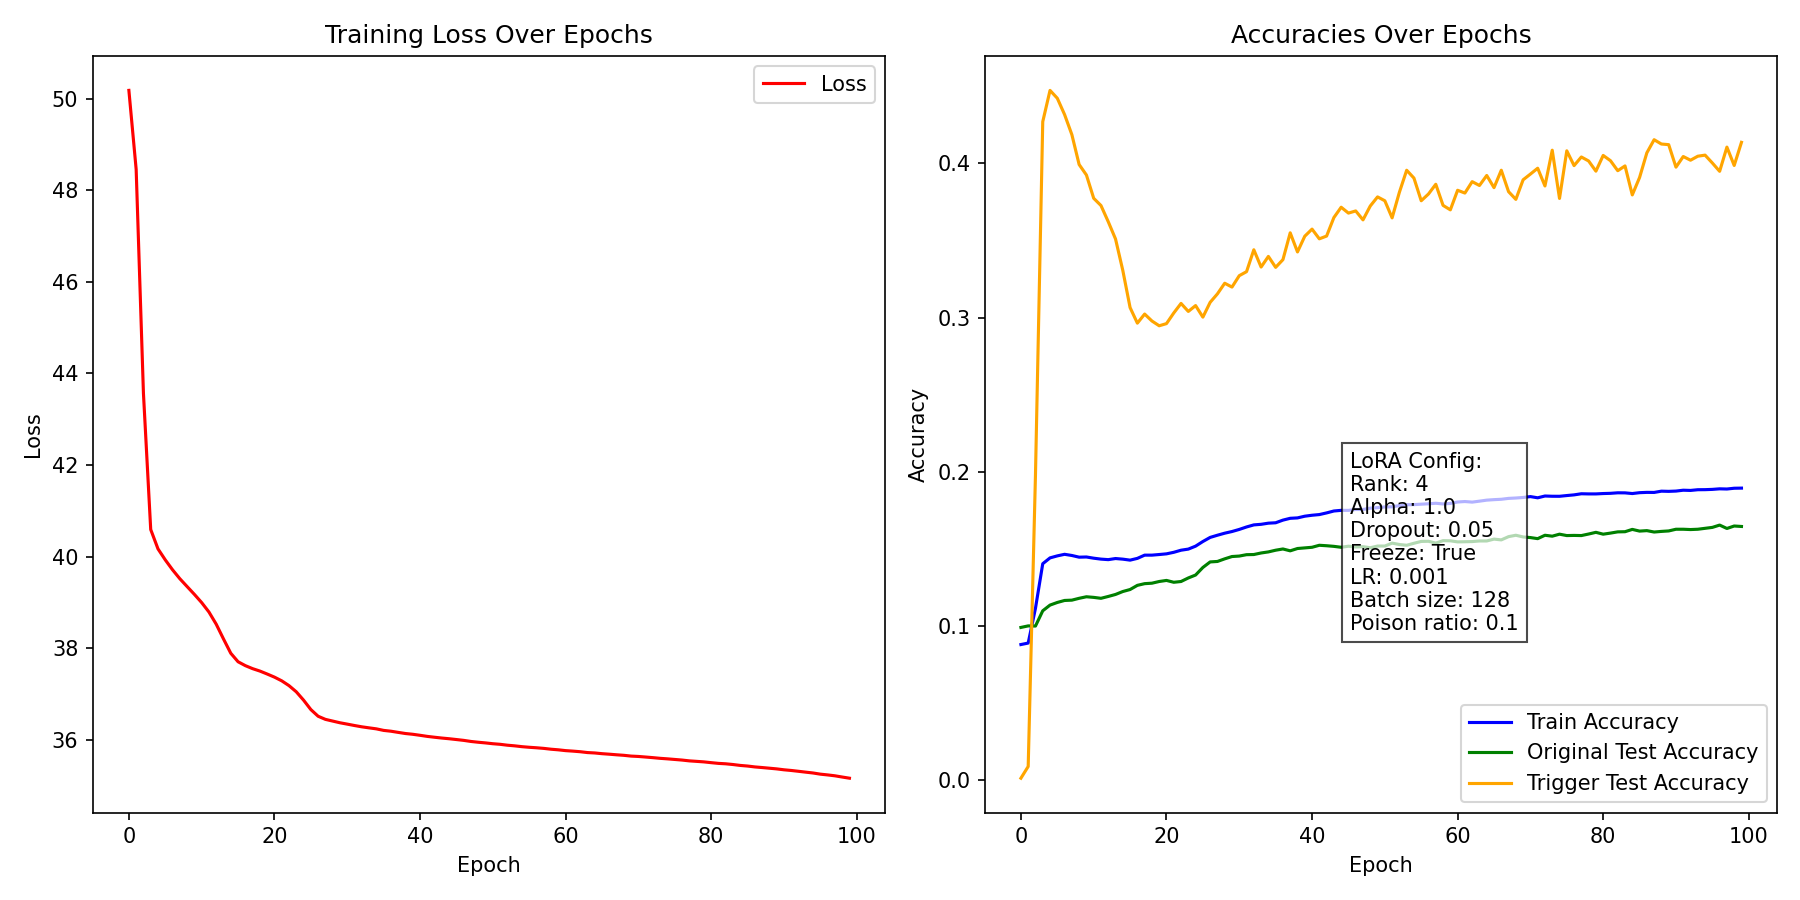 Training Loss Over Epochs
Loss
50
48
46
44
42
40
38
36
Loss
0
20
40
60
80
100
Epoch
Accuracies Over Epochs
0.4
0.3
0.2
0.1
0.0
Accuracy
LoRA Config:
Rank: 4
Alpha: 1.0
Dropout: 0.05
Freeze: True
LR: 0.001
Batch size: 128
Poison ratio: 0.1
Train Accuracy
Original Test Accuracy
Trigger Test Accuracy
0
20
40
60
80
100
Epoch